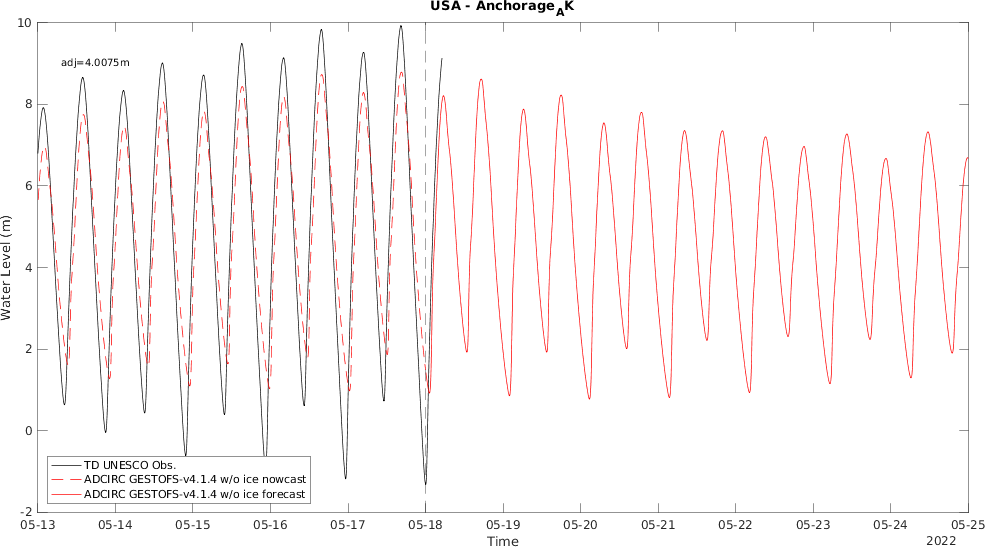 USA - Anchorage_AK
10
adj=4.0075m
8
6
4
2
0
-2
Water Level (m)
TD UNESCO Obs.
ADCIRC GESTOFS-v4.1.4 w/o ice nowcast
ADCIRC GESTOFS-v4.1.4 w/o ice forecast
05-13 05-14 05-15 05-16 05-17 05-18 05-19 05-20 05-21 05-22 05-23 05-24 05-25
Time
2022